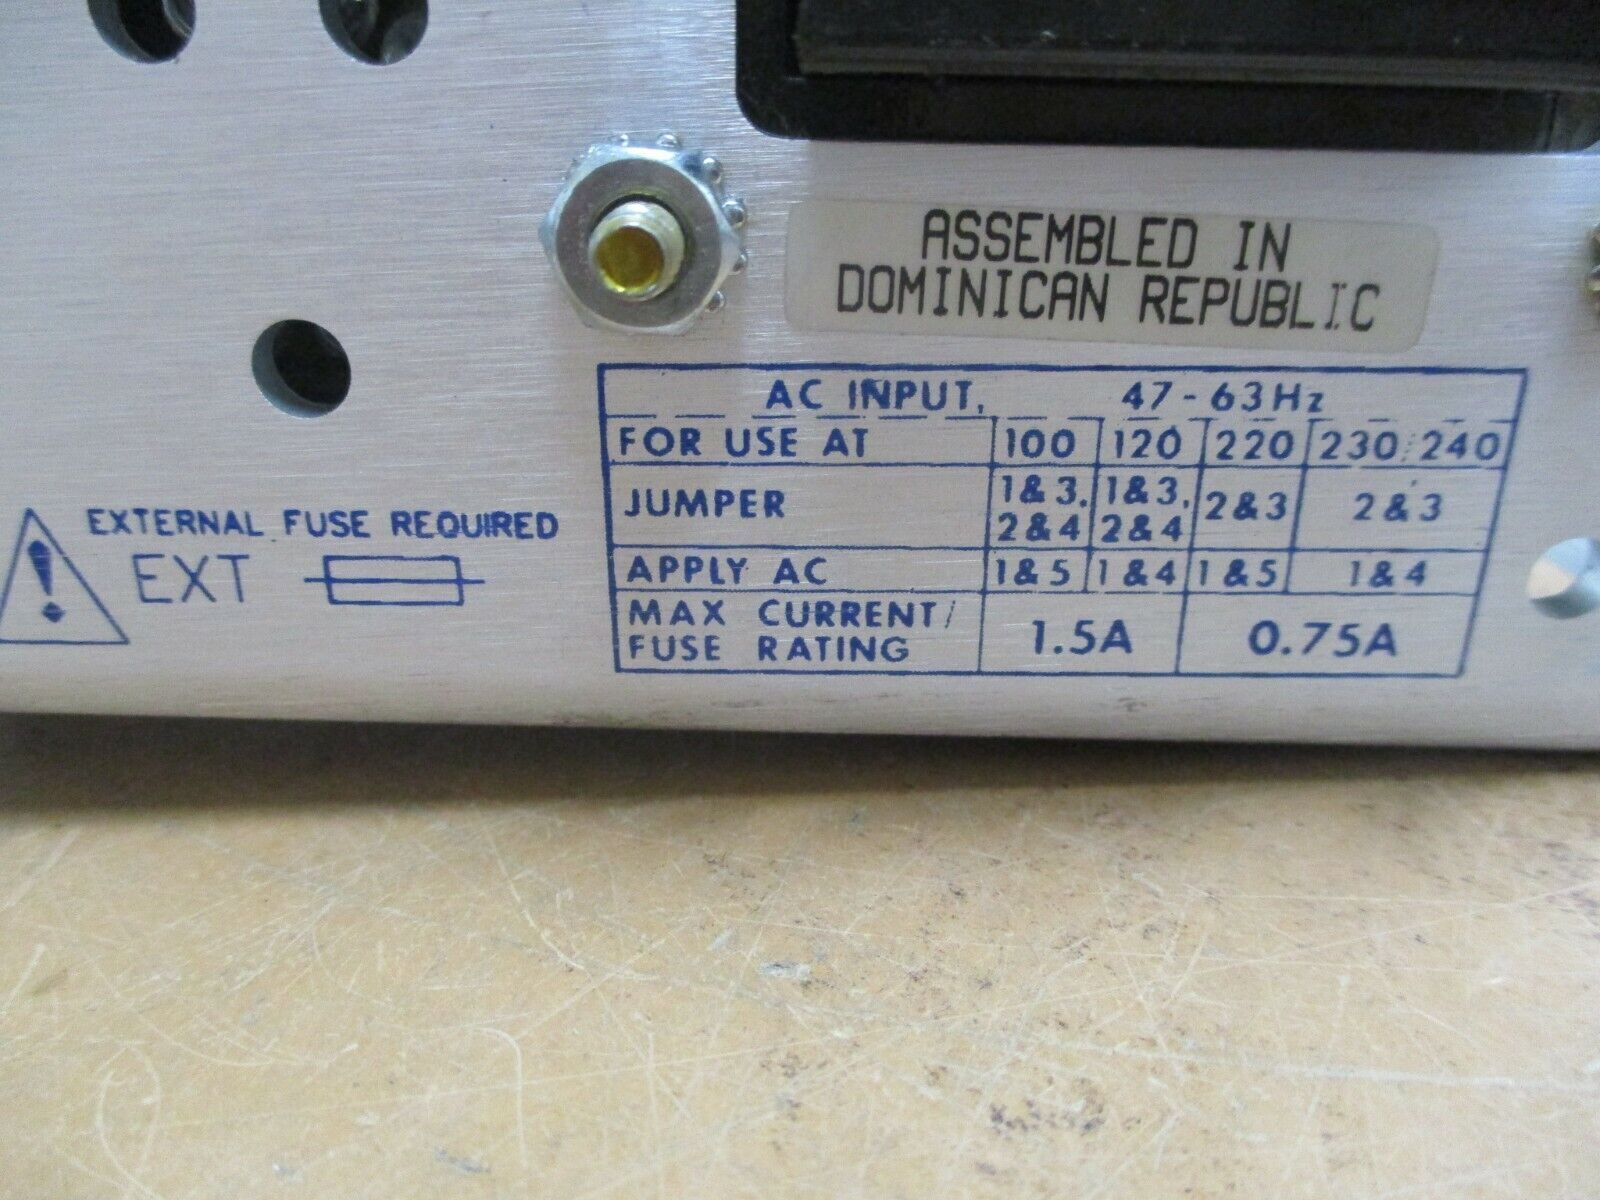 ASSEMBLED IN
DOMINICAN REPUBLIC
AC INPUT, 47-63Hz
FOR USE AT 100 120 220 230/240
JUMPER 1&3, 2&4 1&3, 2&4 2&3 2&3
APPLY AC 1&5 1&4 1&5 1&4
MAX CURRENT/
FUSE RATING 1.5A 0.75A
! EXTERNAL FUSE REQUIRED
EXT